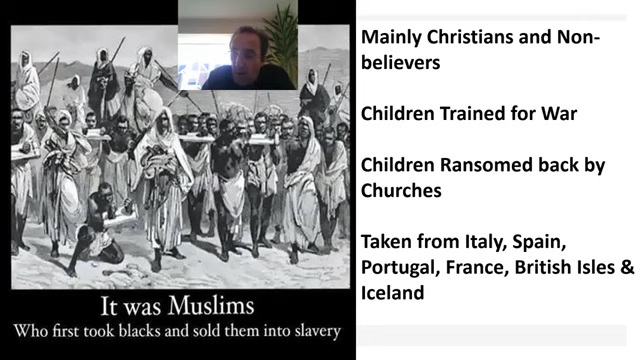 It was Muslims
Who first took blacks and sold them into slavery
Mainly Christians and Non-
believers
Children Trained for War
Children Ransomed back by
Churches
Taken from Italy, Spain,
Portugal, France, British Isles &
Iceland